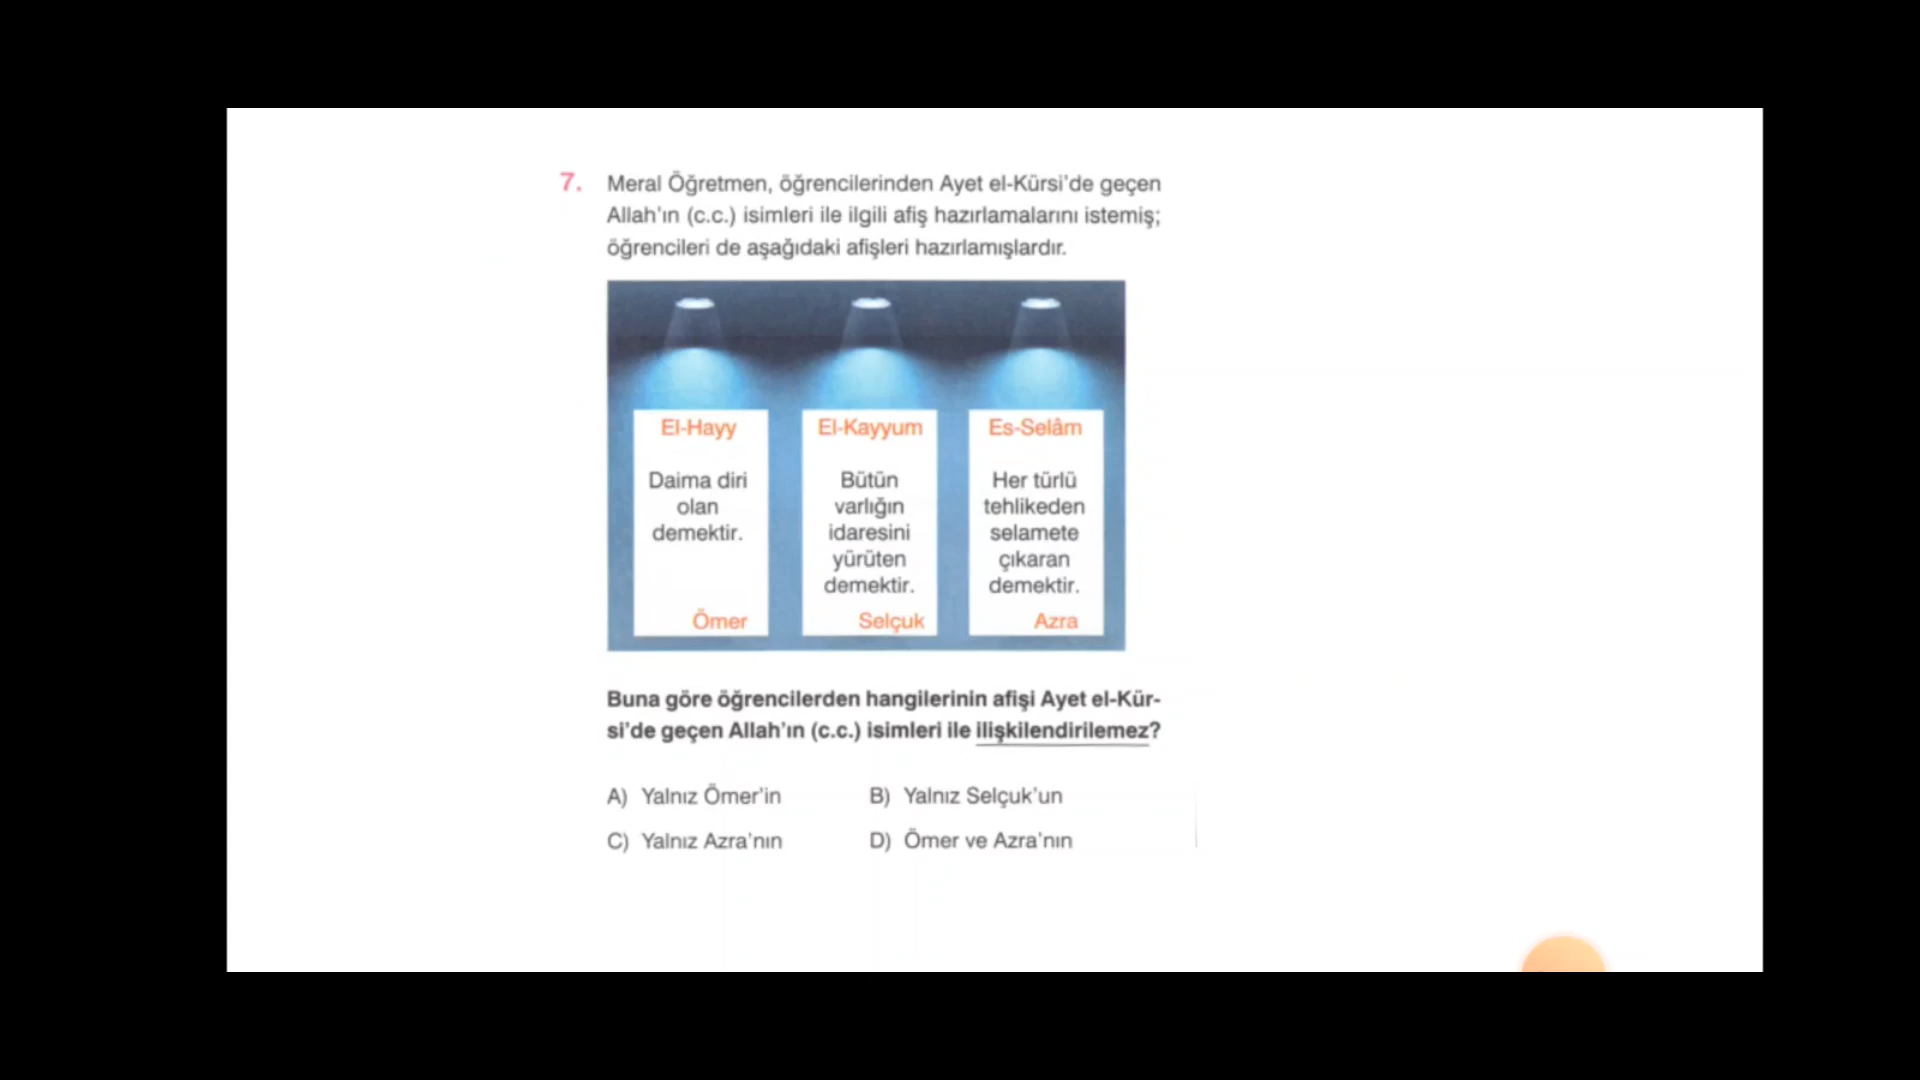 7. Meral Öğretmen, öğrencilerinden Ayet el-Kürsi'de geçen
Allah'ın (c.c.) isimleri ile ilgili afiş hazırlamalarını istemiş;
öğrencileri de aşağıdaki afişleri hazırlamışlardır.
El-Hayy
Daima diri
olan
demektir.
Ömer
El-Kayyum
Bütün
varlığın
idaresini
yürüten
demektir.
Selçuk
Es-Selâm
Her türlü
tehlikeden
selamete
çıkaran
demektir.
Azra
Buna göre öğrencilerden hangilerinin afişi Ayet el-Kür-
si'de geçen Allah'ın (c.c.) isimleri ile ilişkilendirilemez?
A) Yalnız Ömer'in
B) Yalnız Selçuk'un
C) Yalnız Azra'nın
D) Ömer ve Azra'nın